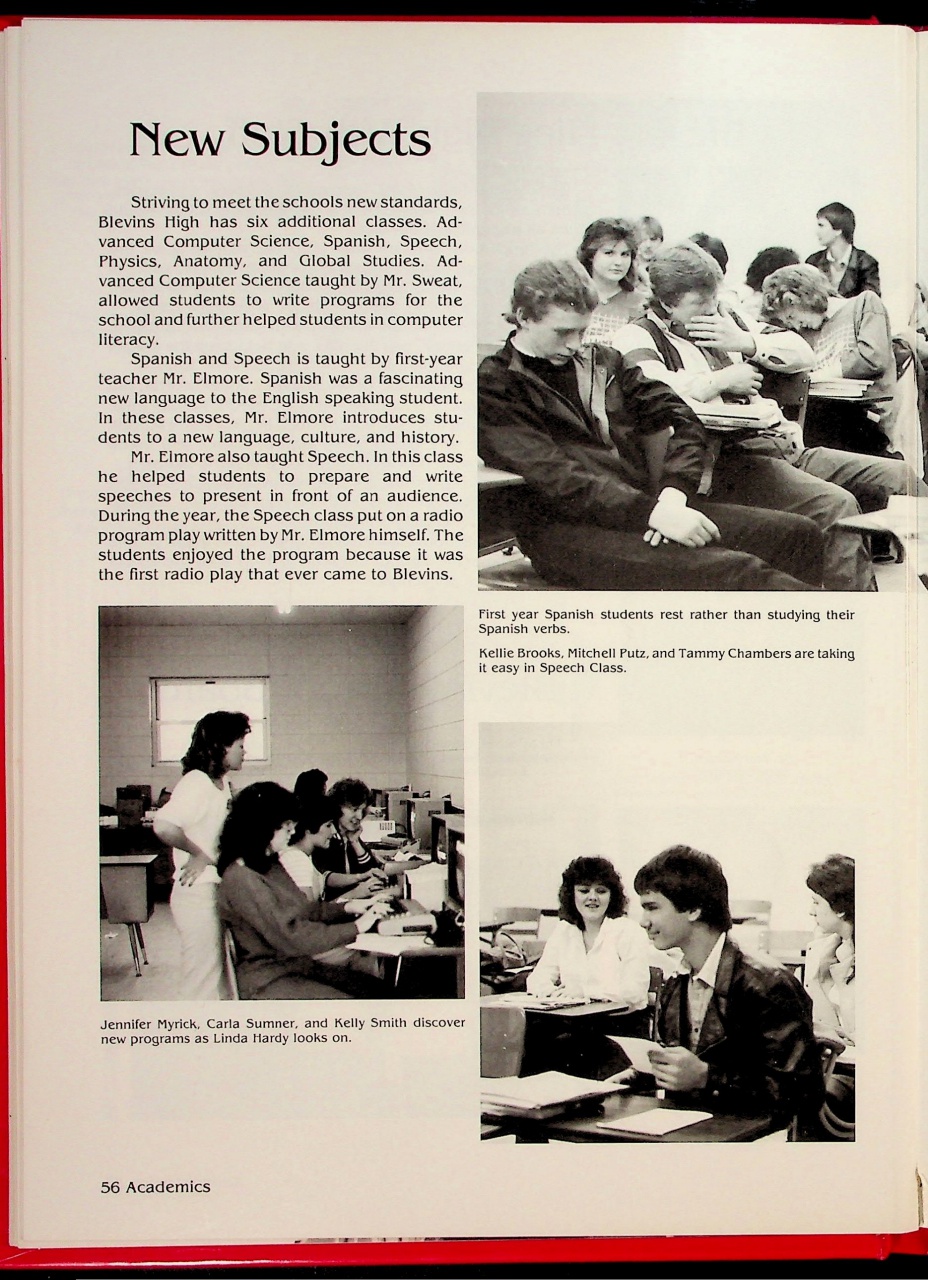 New Subjects
Striving to meet the schools new standards,
Blevins High has six additional classes. Ad-
vanced Computer Science, Spanish, Speech,
Physics, Anatomy, and Global Studies. Ad-
vanced Computer Science taught by Mr. Sweat,
allowed students to write programs for the
school and further helped students in computer
literacy.
Spanish and Speech is taught by first-year
teacher Mr. Elmore. Spanish was a fascinating
new language to the English speaking student.
In these classes, Mr. Elmore introduces stu-
dents to a new language, culture, and history.
Mr. Elmore also taught Speech. In this class
he helped students to prepare and write
speeches to present in front of an audience.
During the year, the Speech class put on a radio
program play written by Mr. Elmore himself. The
students enjoyed the program because it was
the first radio play that ever came to Blevins.
First year Spanish students rest rather than studying their
Spanish verbs.
Kellie Brooks, Mitchell Putz, and Tammy Chambers are taking
it easy in Speech Class.
Jennifer Myrick, Carla Sumner, and Kelly Smith discover
new programs as Linda Hardy looks on.
56 Academics